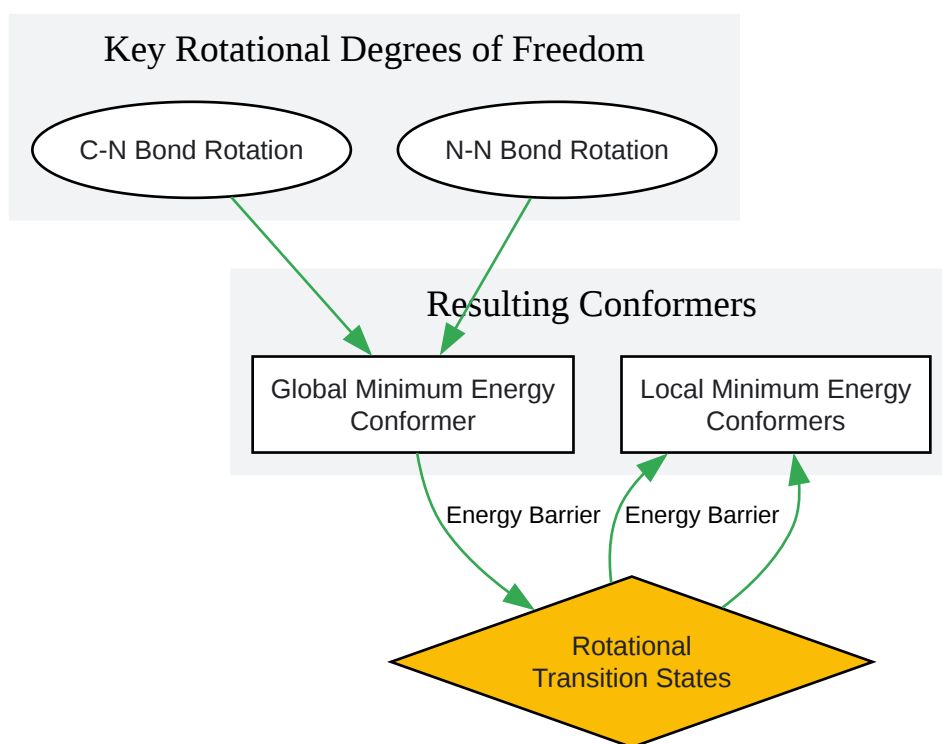 Key Rotational Degrees of Freedom
C-N Bond Rotation
N-N Bond Rotation
Resulting Conformers
Global Minimum Energy
Conformer
Local Minimum Energy
Conformers
Energy Barrier
Energy Barrier
Rotational
Transition States